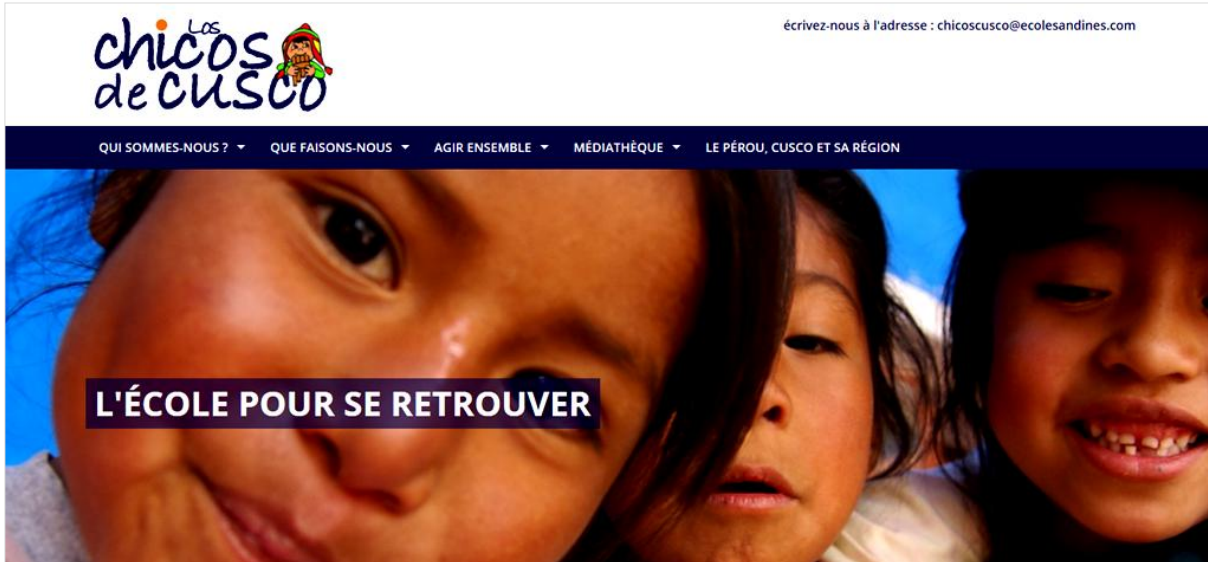 Los
chicos
de cusco
écrivez-nous à l'adresse : chicoscusco@ecolesandines.com
QUI SOMMES-NOUS ? QUE FAISONS-NOUS AGIR ENSEMBLE MÉDIATHÈQUE LE PÉROU, CUSCO ET SA RÉGION
L'ÉCOLE POUR SE RETROUVER